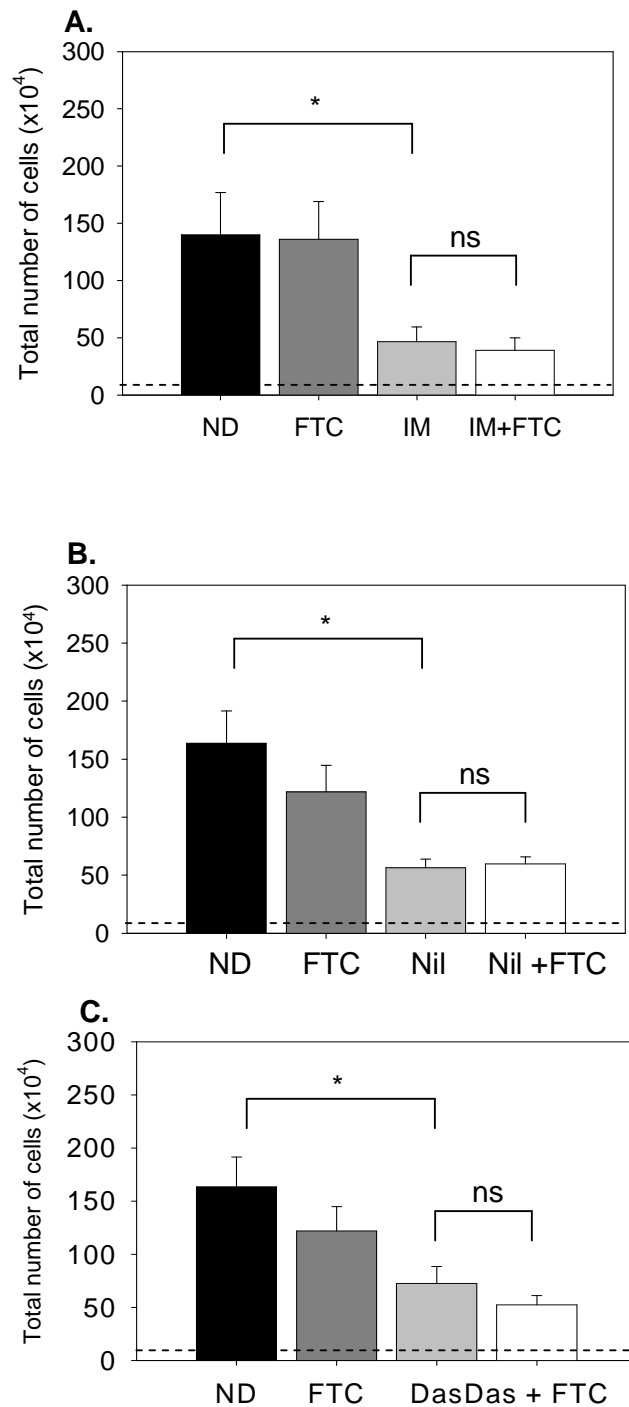 A.
Total number of cells (x10⁴)
300
250
200
150
100
50
0
*
ns
ND FTC IM IM+FTC
B.
Total number of cells (x10⁴)
300
250
200
150
100
50
0
*
ns
ND FTC Nil Nil +FTC
C.
Total number of cells (x10⁴)
300
250
200
150
100
50
0
*
ns
ND FTC DasDas + FTC